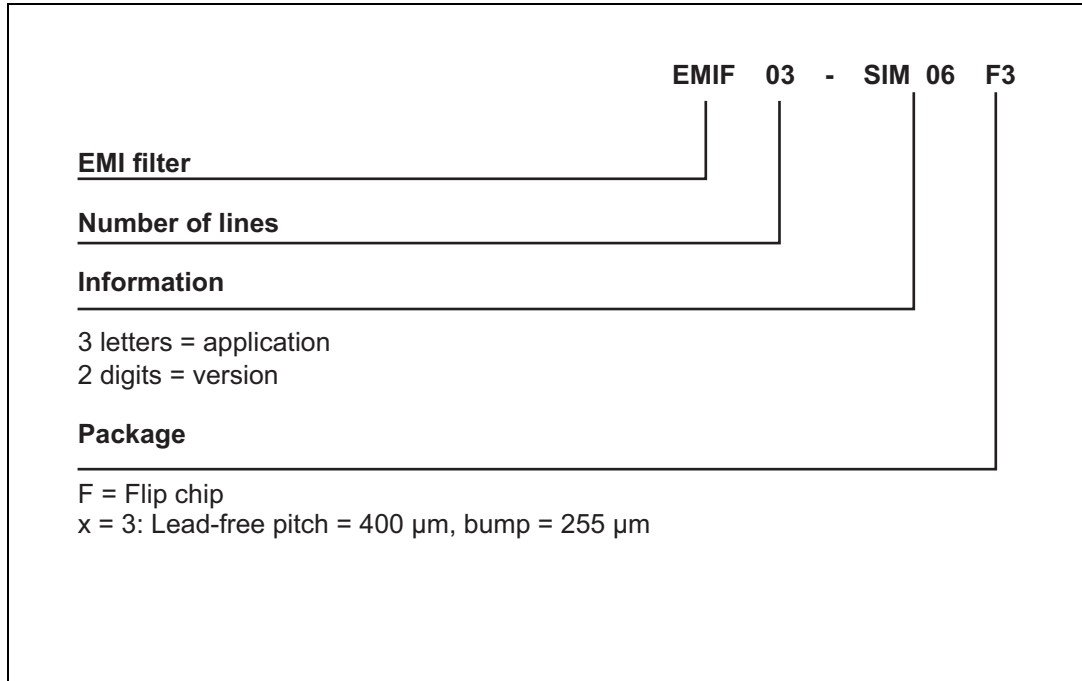 EMIF 03 - SIM 06 F3
EMI filter
Number of lines
Information
3 letters = application
2 digits = version
Package
F = Flip chip
x = 3: Lead-free pitch = 400 µm, bump = 255 µm